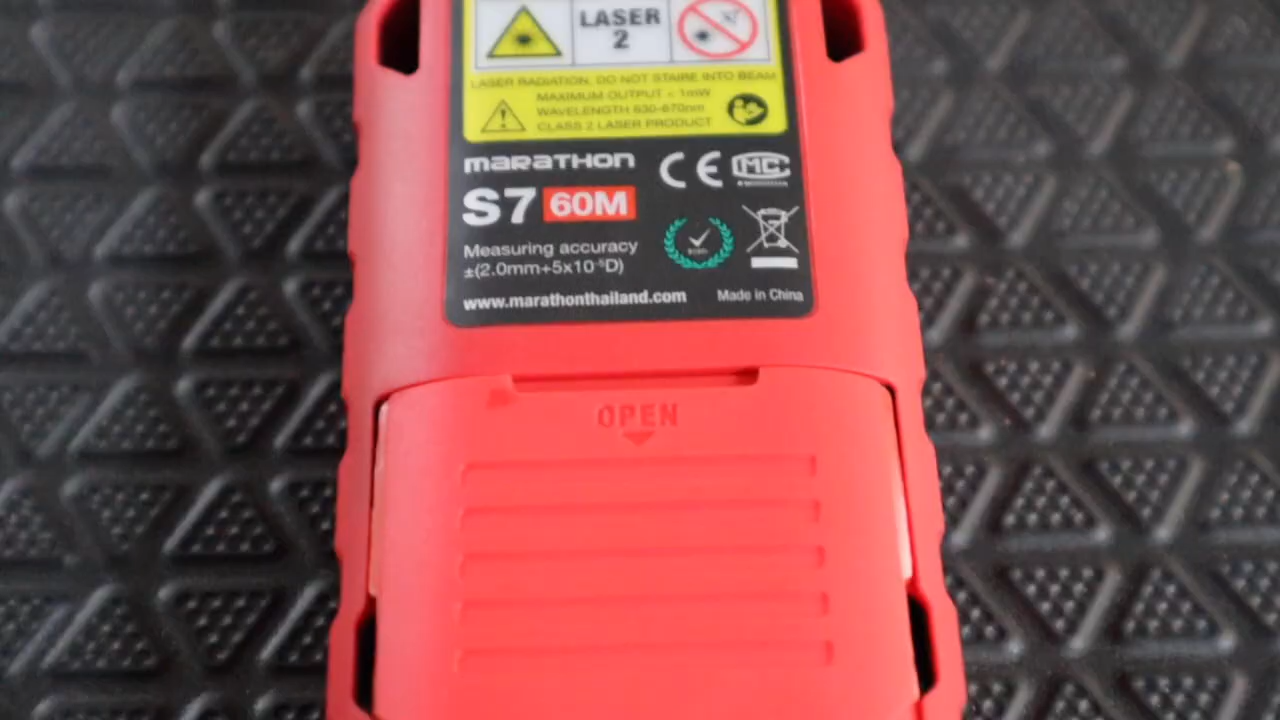 LASER
2
LASER RADIATION, DO NOT STAIRE INTO BEAM
MAXIMUM OUTPUT < 1mW
WAVELENGTH 630-670nm
CLASS 2 LASER PRODUCT
maraTHON
CE MC
S7 60M
Measuring accuracy
±(2.0mm+5x10⁻⁵D)
www.marathonthailand.com Made in China
OPEN